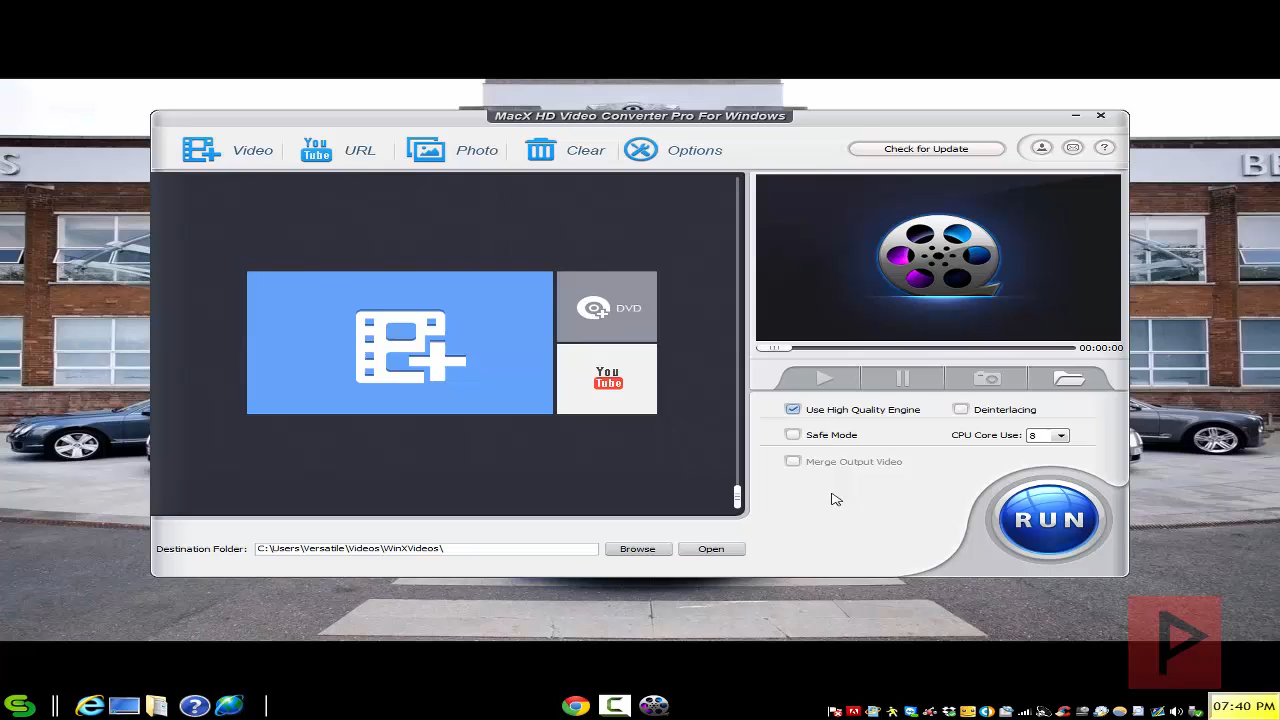 MacX HD Video Converter Pro For Windows
Video
You Tube URL
Photo
Clear
Options
Check for Update
?
DVD
You Tube
00:00:00
Use High Quality Engine
Deinterlacing
Safe Mode
CPU Core Use: 8
Merge Output Video
RUN
Destination Folder: C:\Users\Versatile\Videos\WinXVideos\ Browse Open
07:40 PM